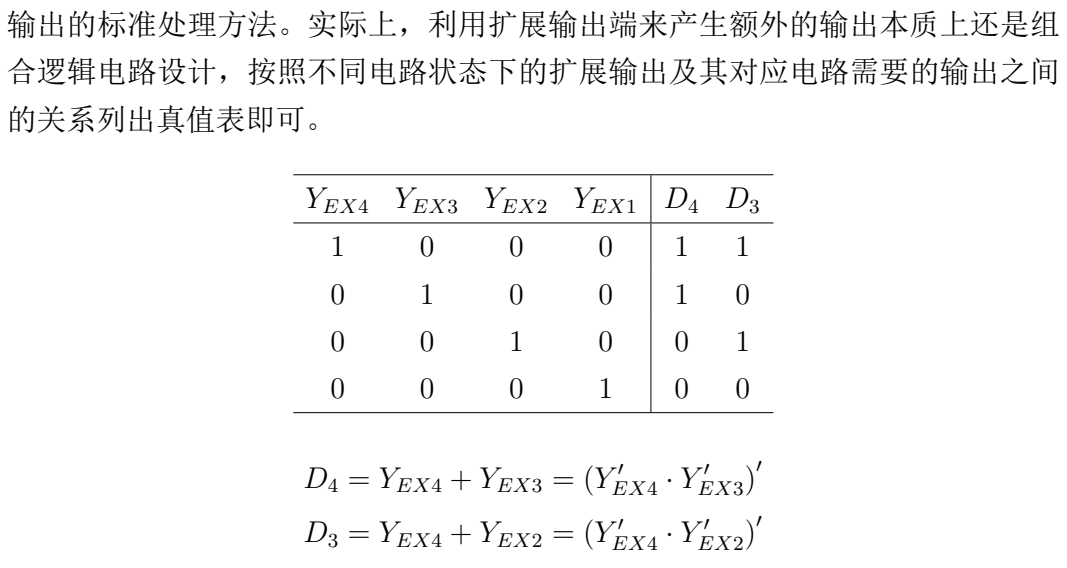 输出的标准处理方法。实际上，利用扩展输出端来产生额外的输出本质上还是组
合逻辑电路设计，按照不同电路状态下的扩展输出及其对应电路需要的输出之间
的关系列出真值表即可。
Y_{EX4} Y_{EX3} Y_{EX2} Y_{EX1} D_4 D_3
1 0 0 0 1 1
0 1 0 0 1 0
0 0 1 0 0 1
0 0 0 1 0 0
D_4 = Y_{EX4} + Y_{EX3} = (Y'_{EX4} · Y'_{EX3})'
D_3 = Y_{EX4} + Y_{EX2} = (Y'_{EX4} · Y'_{EX2})'